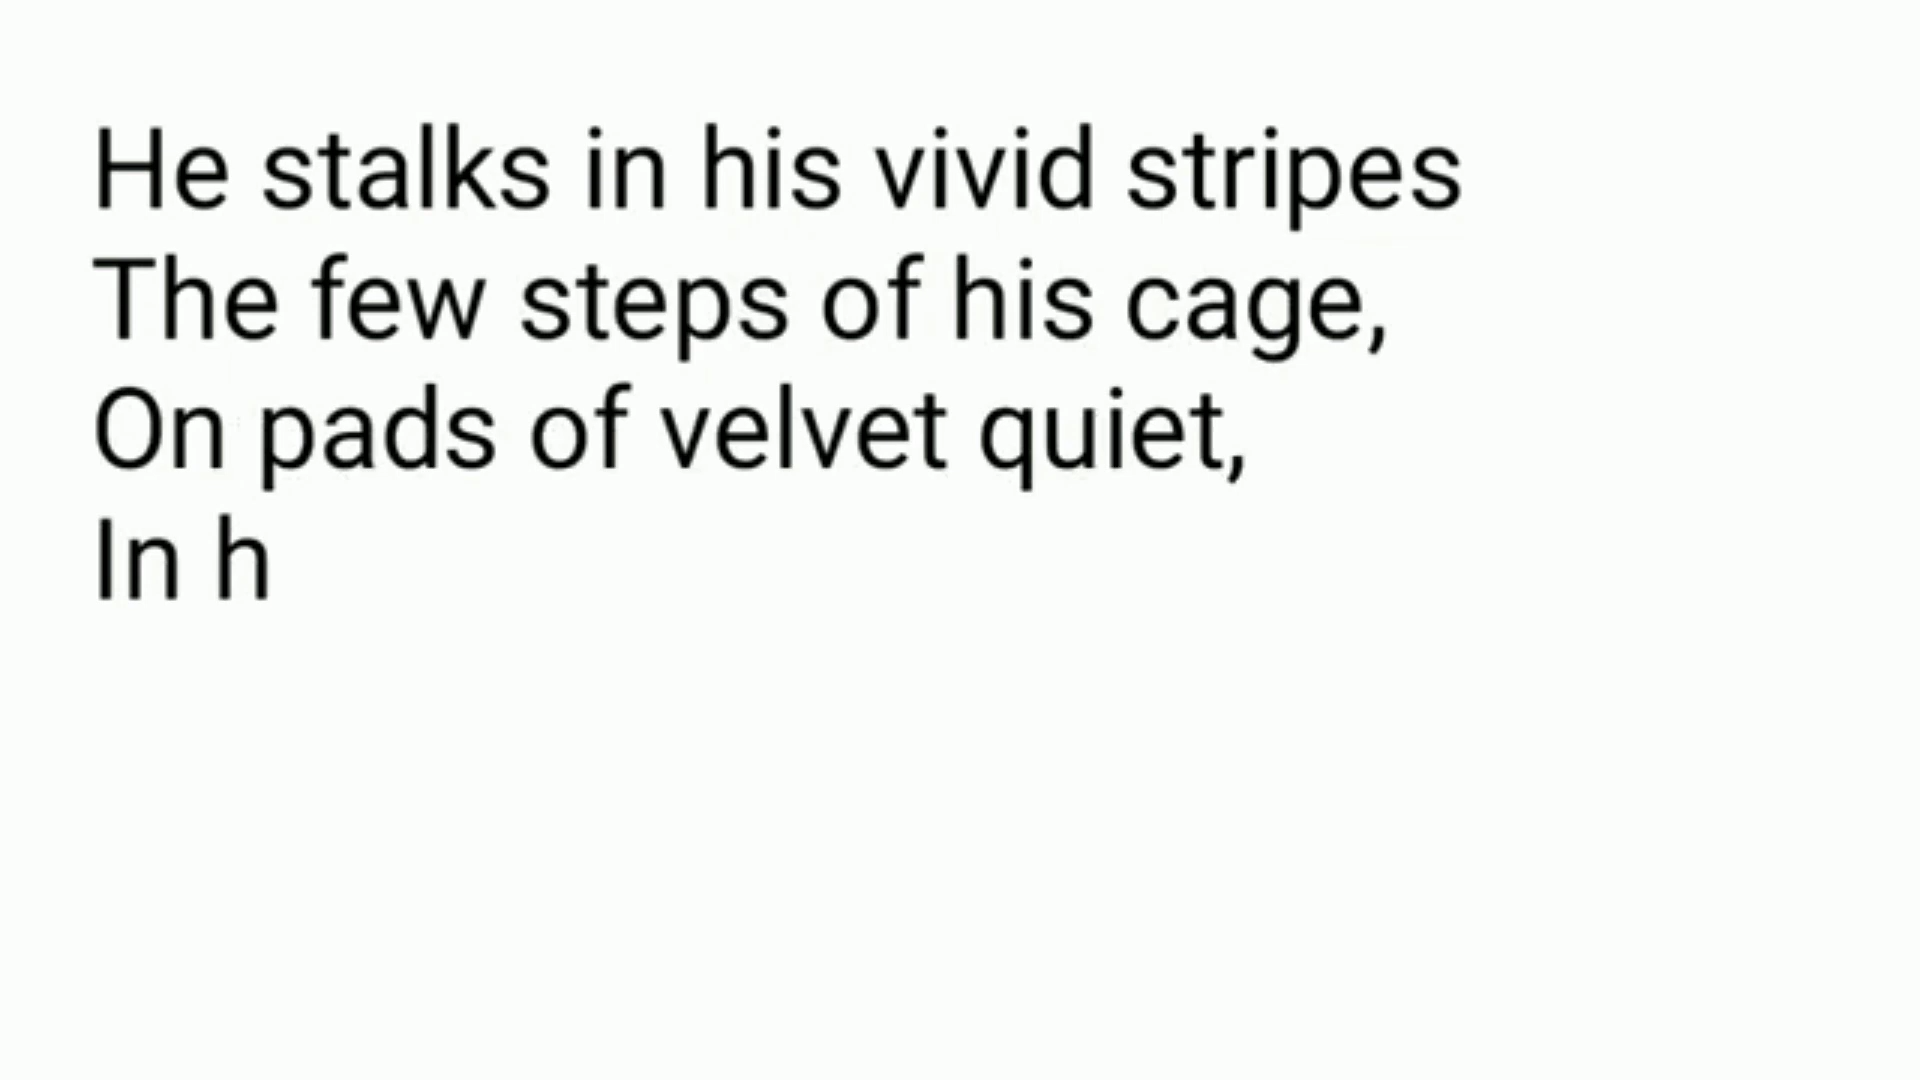 He stalks in his vivid stripes
The few steps of his cage,
On pads of velvet quiet,
In h